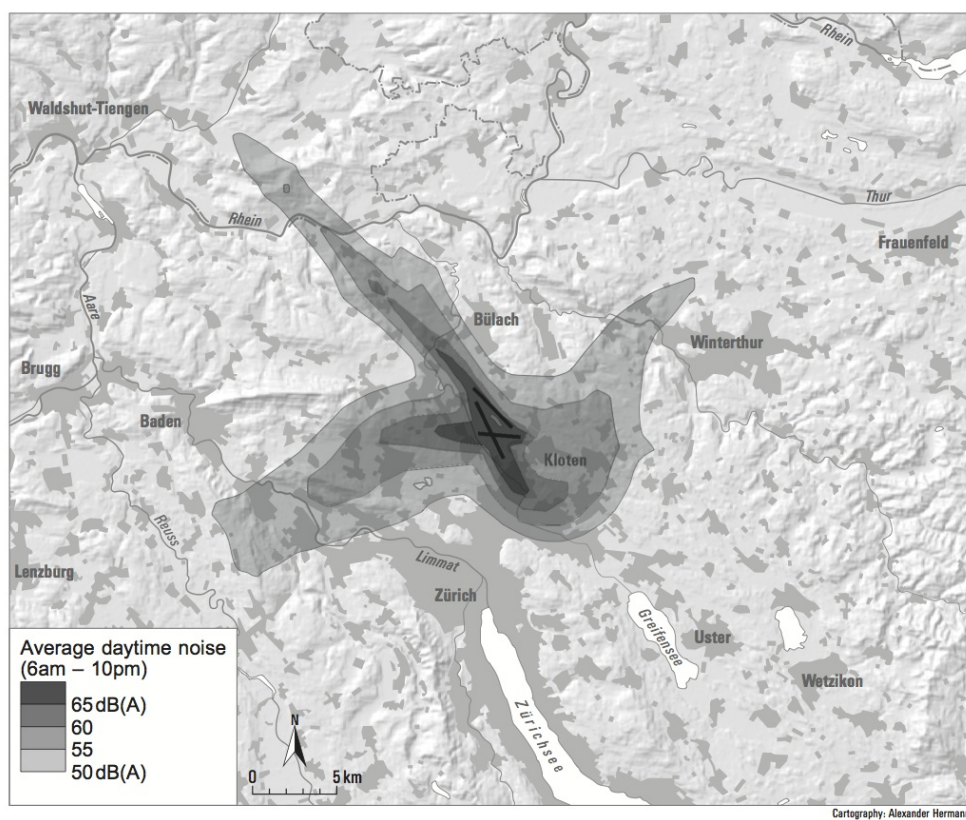 Rhein
Waldshut-Tiengen
Thur
Rhein
Frauenfeld
Aare
Bülach
Winterthur
Brugg
Baden
Kloten
Reuss
Limmat
Lenzburg
Zürich
Greifensee
Uster
Wetzikon
Zürichsee
Average daytime noise
(6am – 10pm)
65 dB(A)
60
55
50 dB(A)
N
0 5 km
Cartography: Alexander Herman